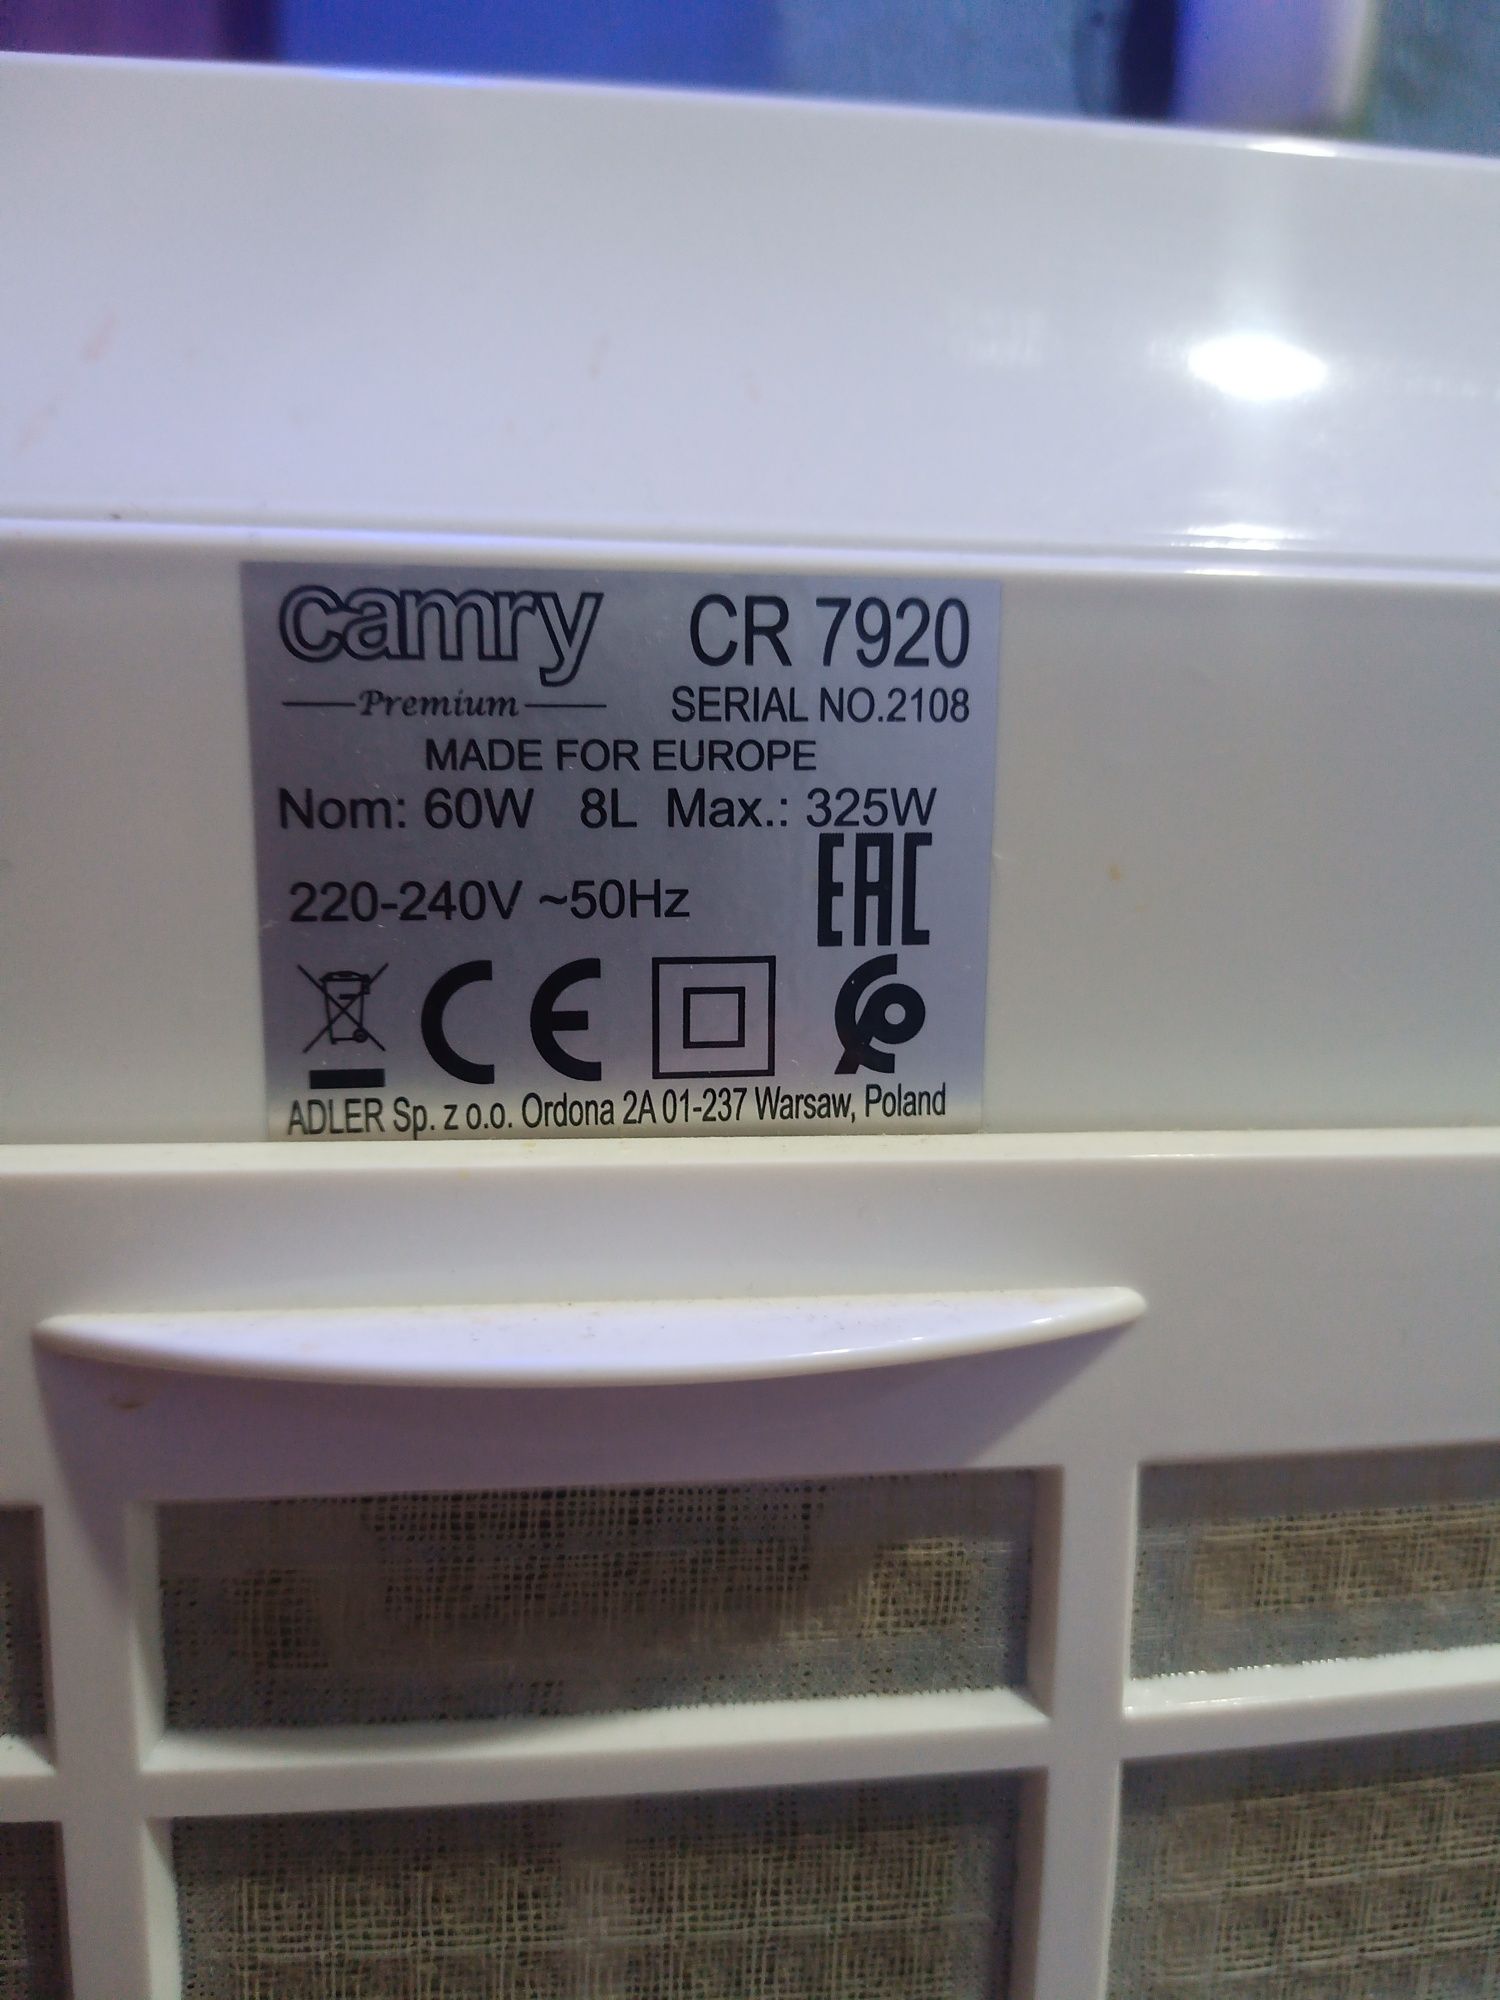 camry CR 7920
Premium SERIAL NO.2108
MADE FOR EUROPE
Nom: 60W 8L Max.: 325W
220-240V ~50Hz EAC
CE
ADLER Sp. z o.o. Ordona 2A 01-237 Warsaw, Poland